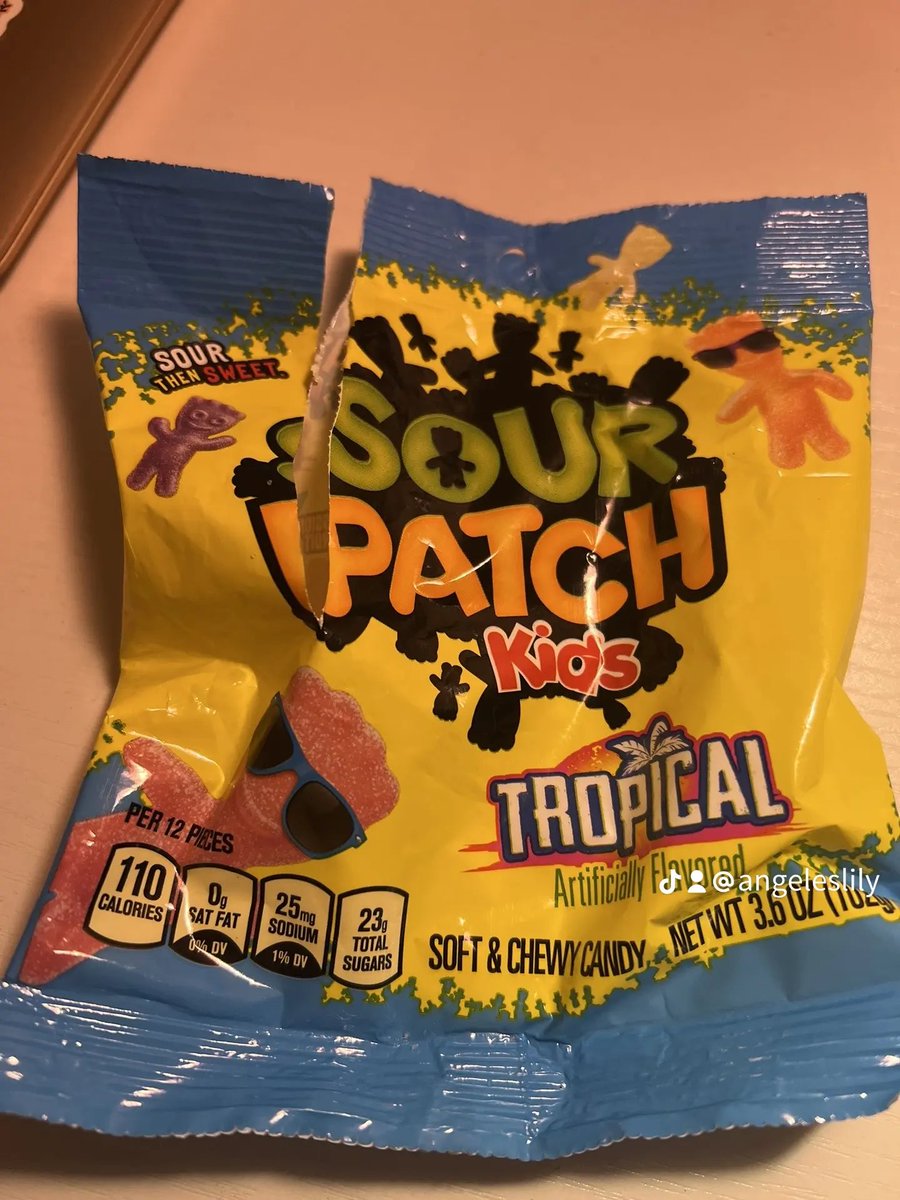 SOUR
THEN SWEET.
SOUR
PATCH
Kids
TROPICAL
Artificially Flavored
@angeleslily
PER 12 PIECES
110
CALORIES
0g
SAT FAT
0% DV
25mg
SODIUM
1% DV
23g
TOTAL
SUGARS
SOFT & CHEWY CANDY
NET WT 3.6 OZ (102g)